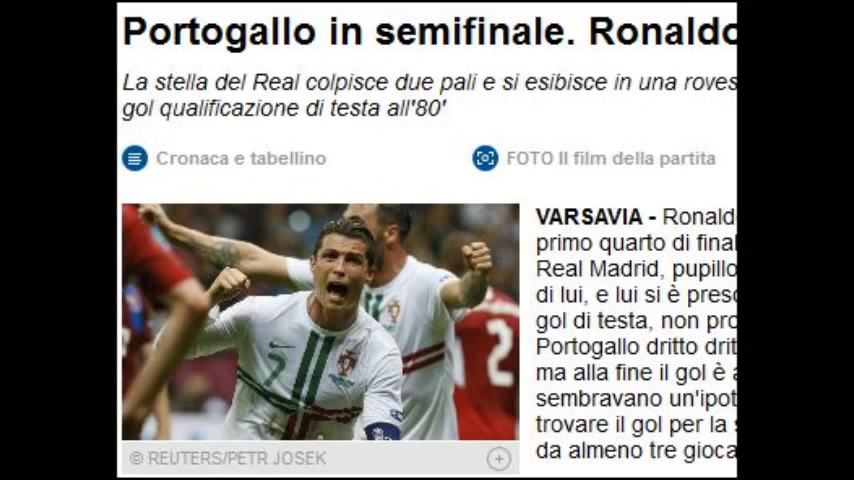 Portogallo in semifinale. Ronaldo
La stella del Real colpisce due pali e si esibisce in una roves
gol qualificazione di testa all'80'
Cronaca e tabellino
FOTO Il film della partita
VARSAVIA - Ronald
primo quarto di final
Real Madrid, pupillo
di lui, e lui si è preso
gol di testa, non pro
Portogallo dritto drit
ma alla fine il gol è a
sembravano un'ipot
trovare il gol per la s
da almeno tre gioca
7
2
© REUTERS/PETR JOSEK